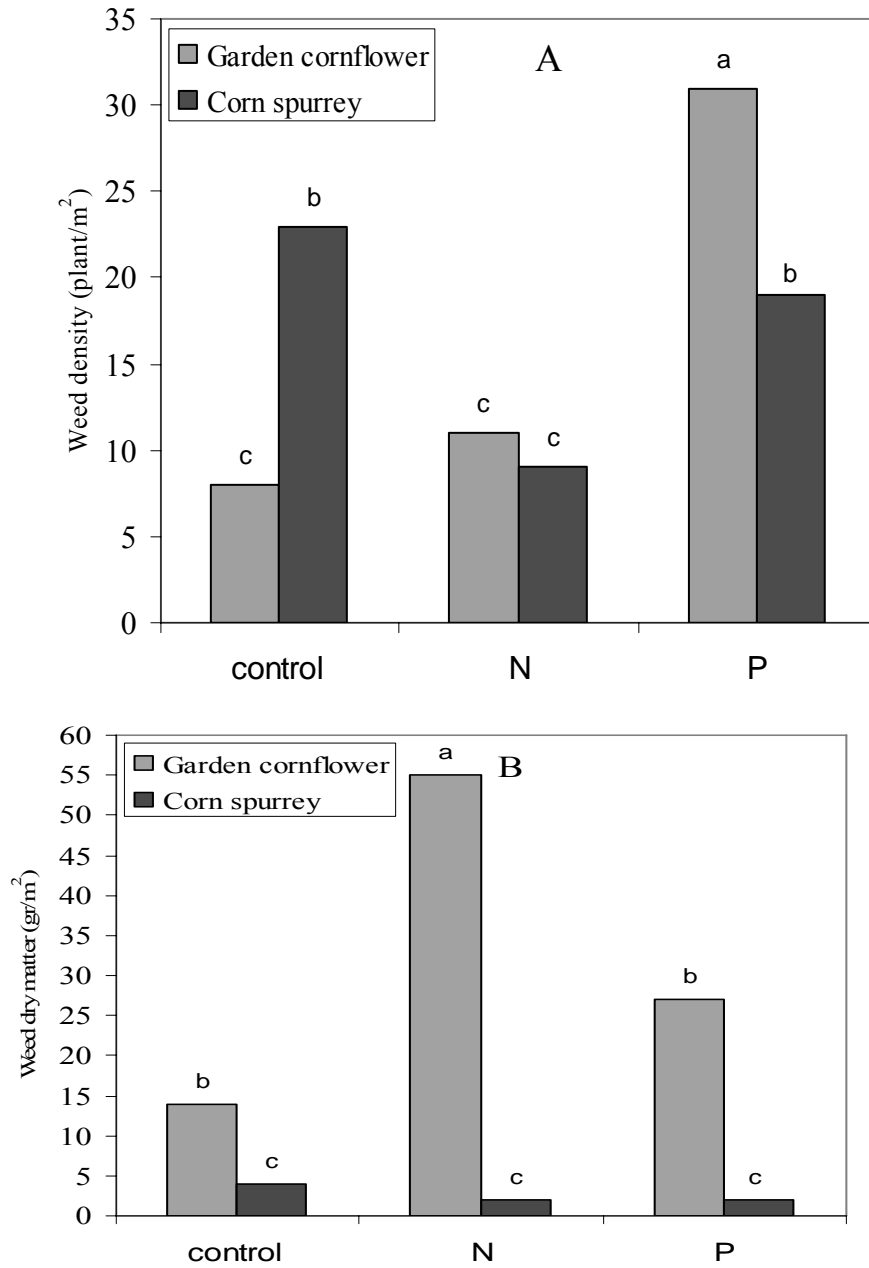 35
30
25
20
15
10
5
0
Weed density (plant/m²)
Garden cornflower
Corn spurrey
A
c
b
c
c
a
b
control N P
60
55
50
45
40
35
30
25
20
15
10
5
0
Weed dry matter (gr/m²)
Garden cornflower
Corn spurrey
B
b
c
a
c
b
c
control N P